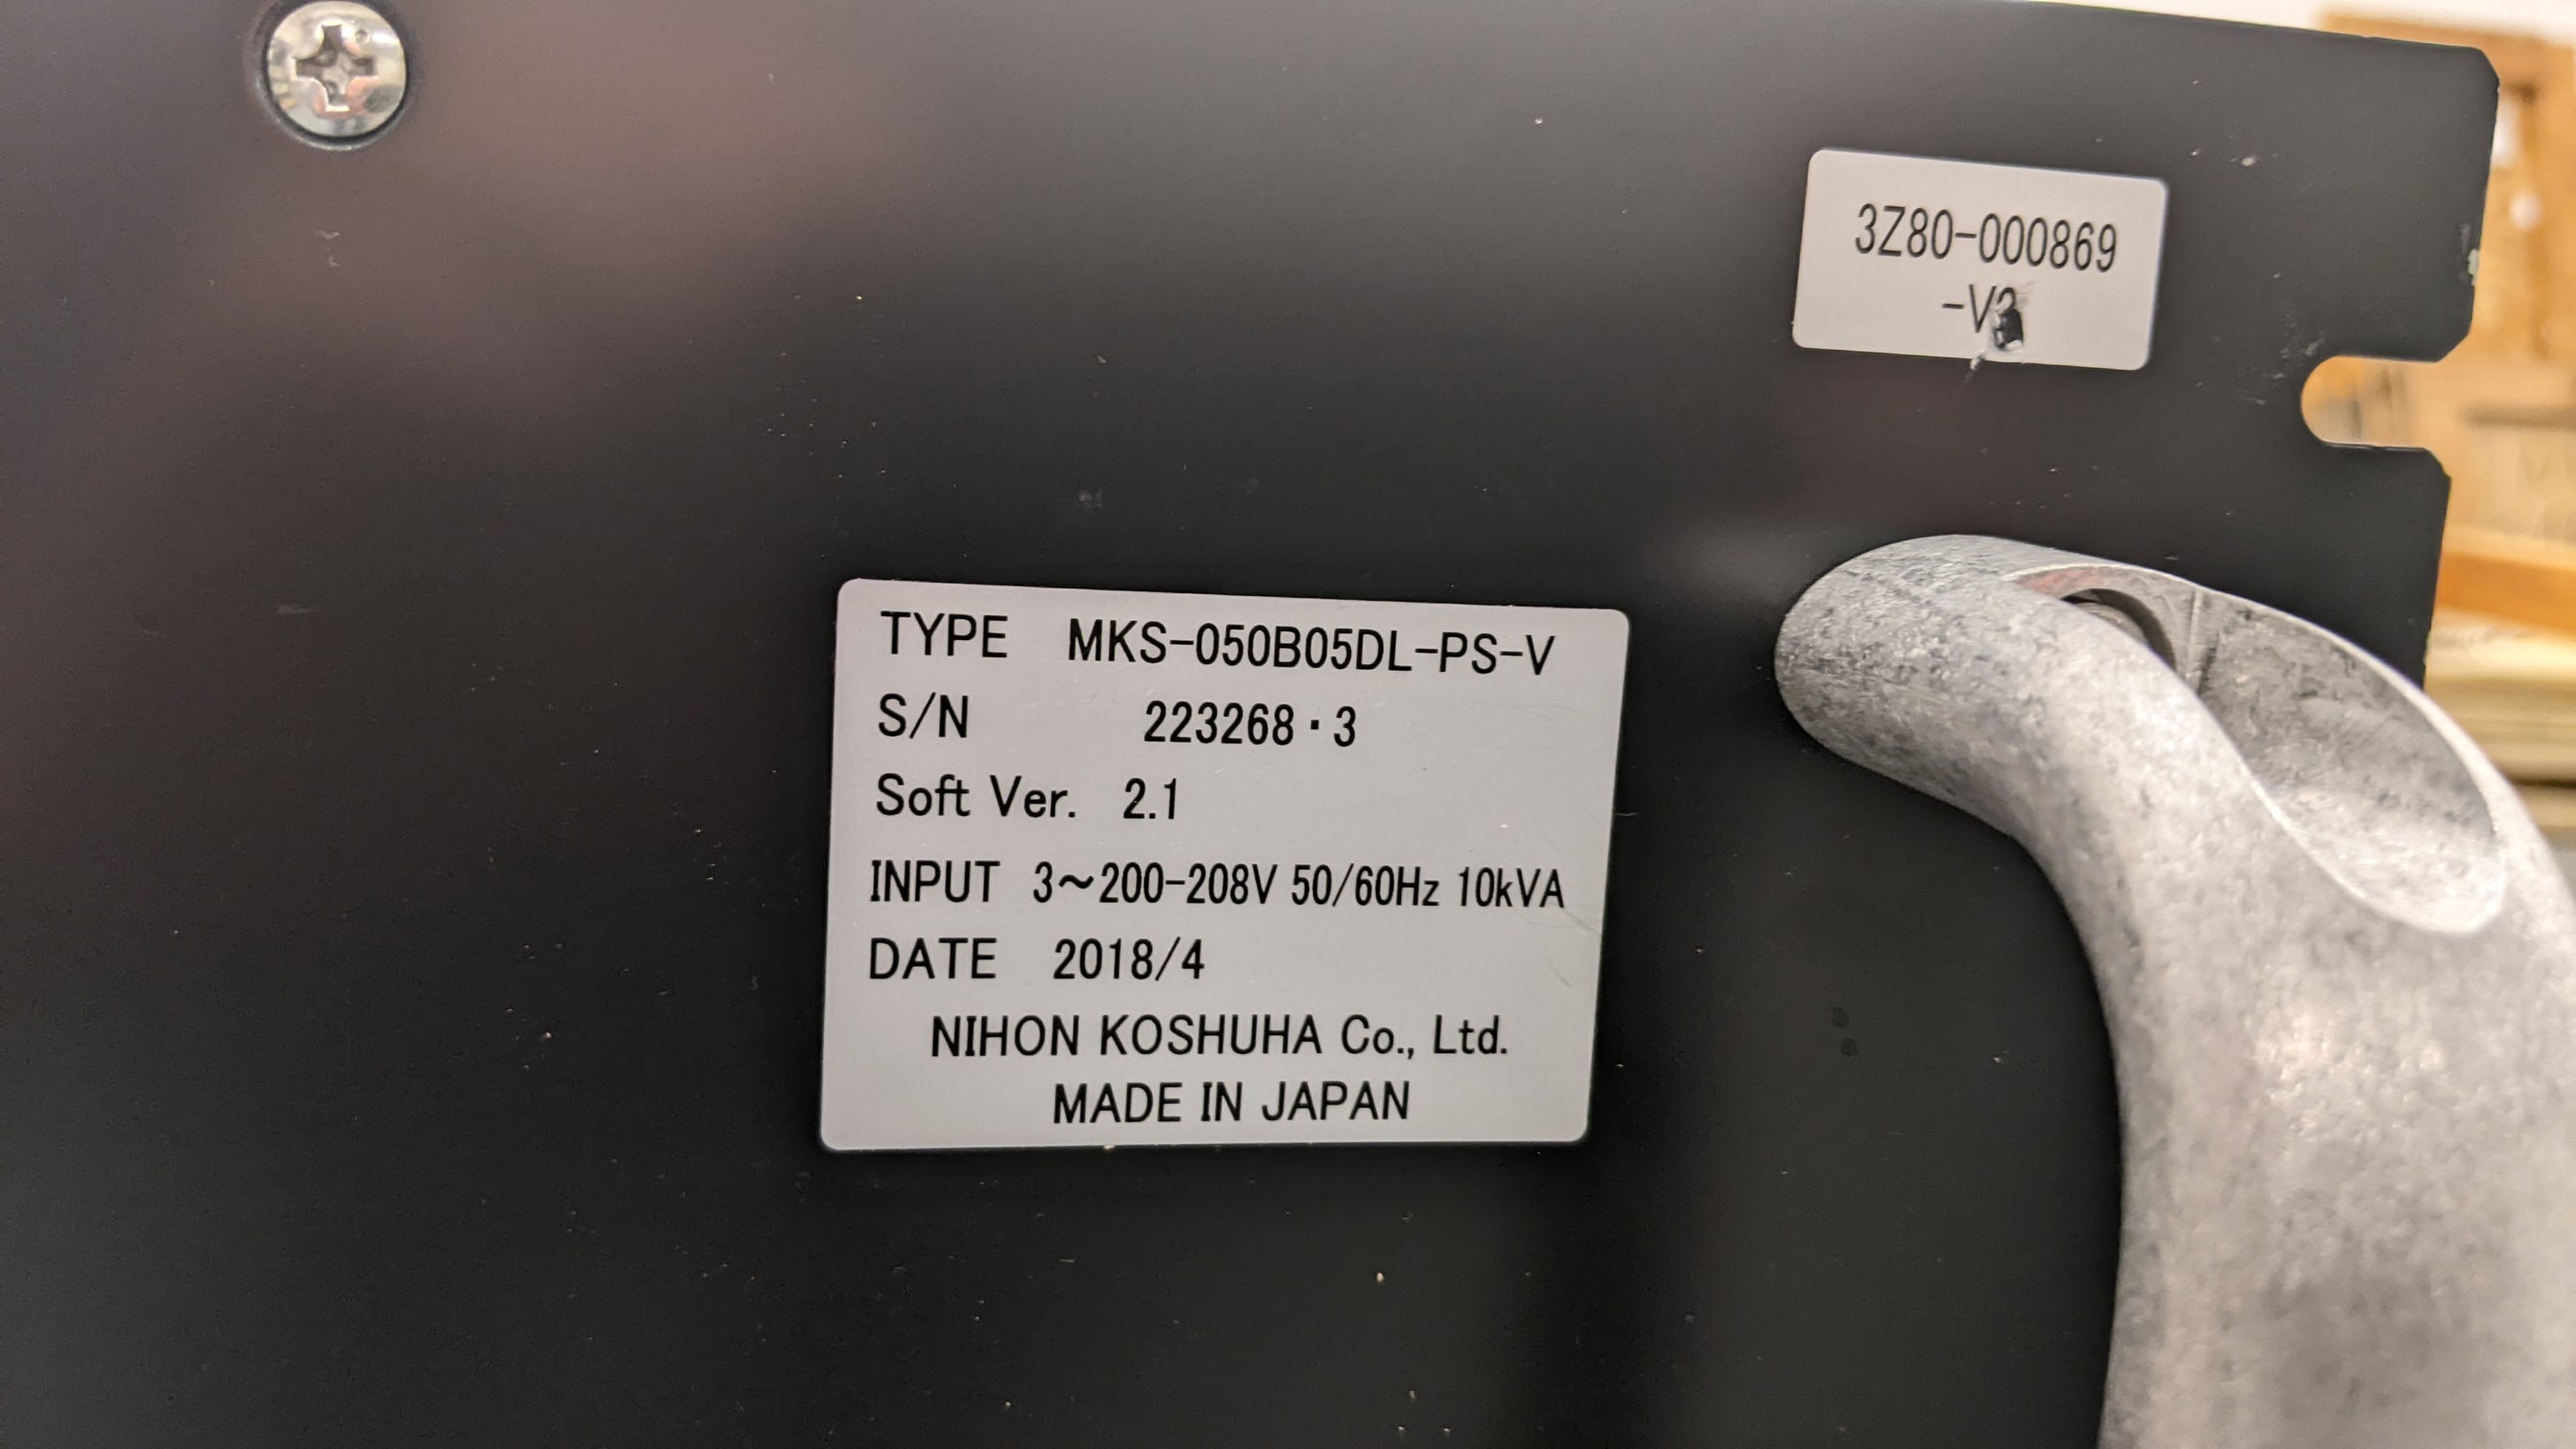 3Z80-000869
TYPE MKS-050B05DL-PS-V
S/N 223268・3
Soft Ver. 2.1
INPUT 3～200-208V 50/60Hz 10kVA
DATE 2018/4
NIHON KOSHUHA Co., Ltd.
MADE IN JAPAN